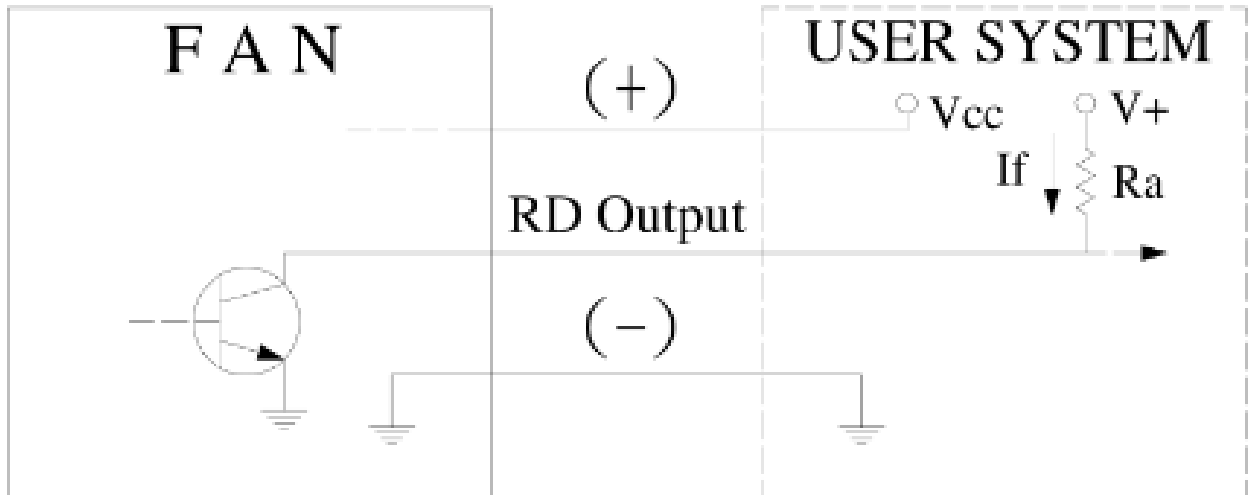 F A N
USER SYSTEM
(+)
Vcc
V+
If
Ra
RD Output
(-)